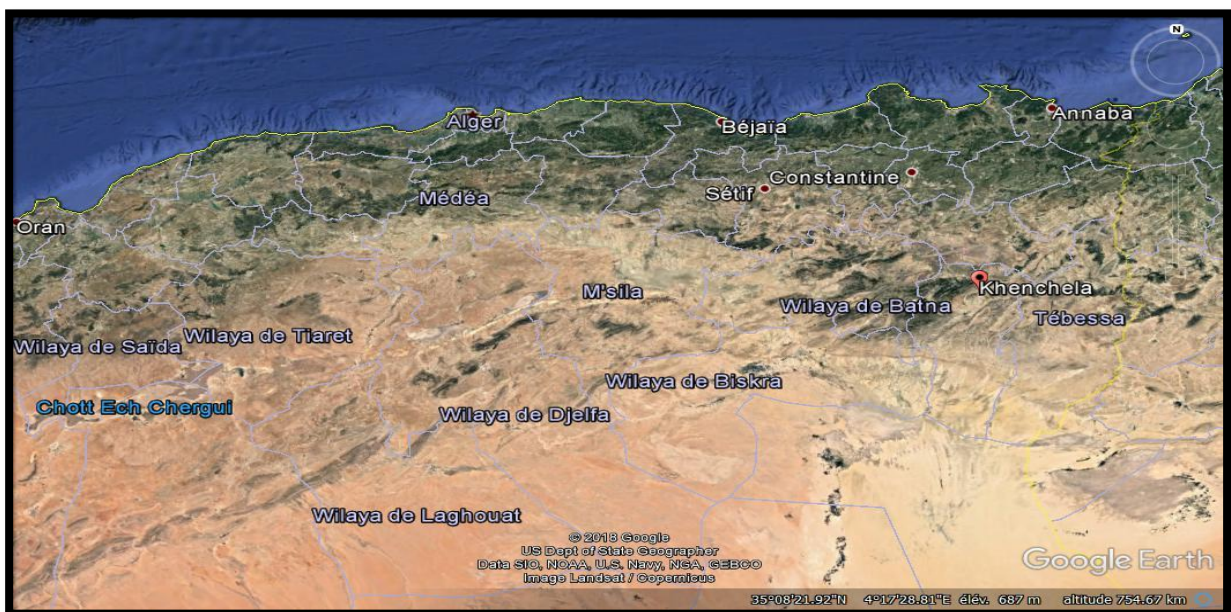 N
Alger
Béjaïa
Annaba
Constantine
Sétif
Médéa
Oran
M'sila
Khenchela
Wilaya de Batna
Tébessa
Wilaya de Tiaret
Wilaya de Saïda
Wilaya de Biskra
Chott Ech Chergui
Wilaya de Djelfa
Wilaya de Laghouat
© 2018 Google
US Dept of State Geographer
Data SIO, NOAA, U.S. Navy, NGA, GEBCO
Image Landsat / Copernicus
Google Earth
35°08'21.92"N 4°17'28.81"E élév. 687 m altitude 754.67 km